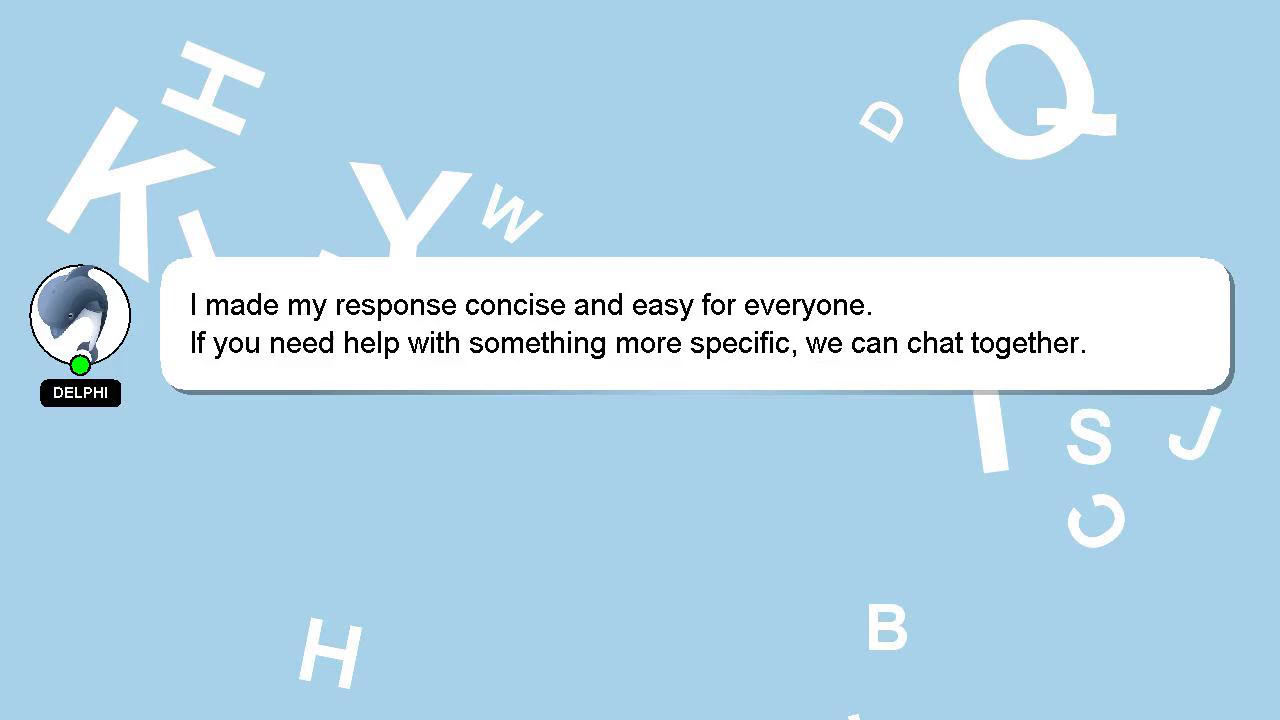 H
Q
D
K
Y
W
I made my response concise and easy for everyone.
If you need help with something more specific, we can chat together.
DELPHI
I
S
J
C
B
H